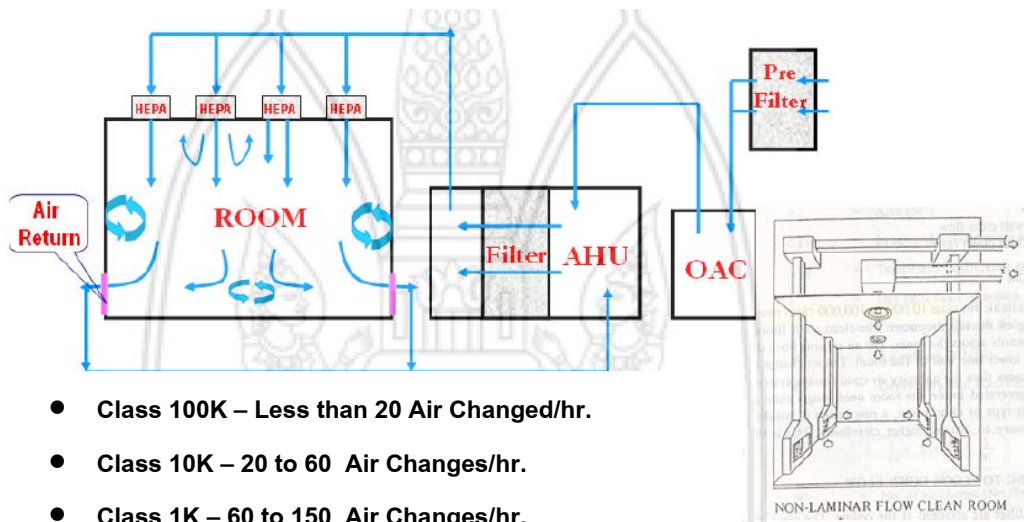 Pre
Filter
HEPA HEPA HEPA HEPA
Air
Return
ROOM
Filter AHU
OAC
● Class 100K – Less than 20 Air Changed/hr.
● Class 10K – 20 to 60 Air Changes/hr.
● Class 1K – 60 to 150 Air Changes/hr.
NON-LAMINAR FLOW CLEAN ROOM